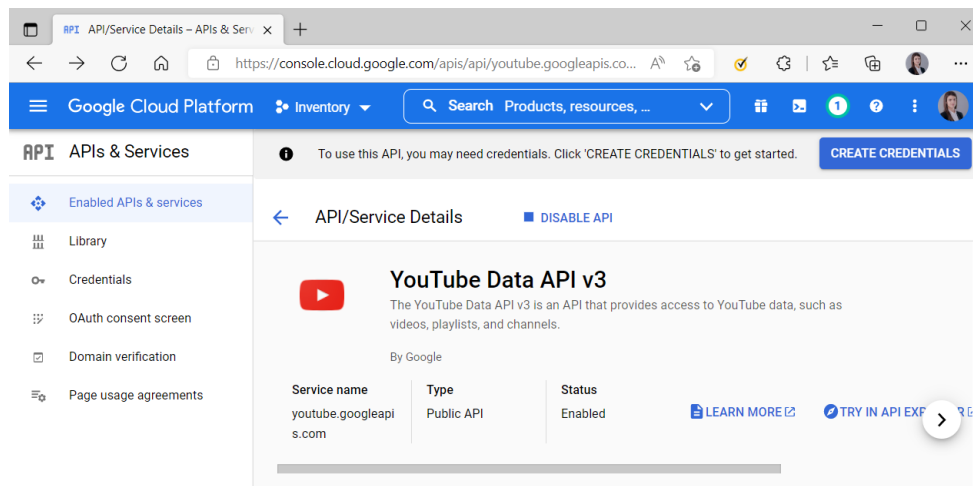 API API/Service Details – APIs & Serv
https://console.cloud.google.com/apis/api/youtube.googleapis.co...
Google Cloud Platform Inventory Search Products, resources, ... 1
API APIs & Services
To use this API, you may need credentials. Click 'CREATE CREDENTIALS' to get started. CREATE CREDENTIALS
Enabled APIs & services
Library
Credentials
OAuth consent screen
Domain verification
Page usage agreements
API/Service Details DISABLE API
YouTube Data API v3
The YouTube Data API v3 is an API that provides access to YouTube data, such as
videos, playlists, and channels.
By Google
Service name Type Status
youtube.googleapi Public API Enabled LEARN MORE TRY IN API EXP
s.com